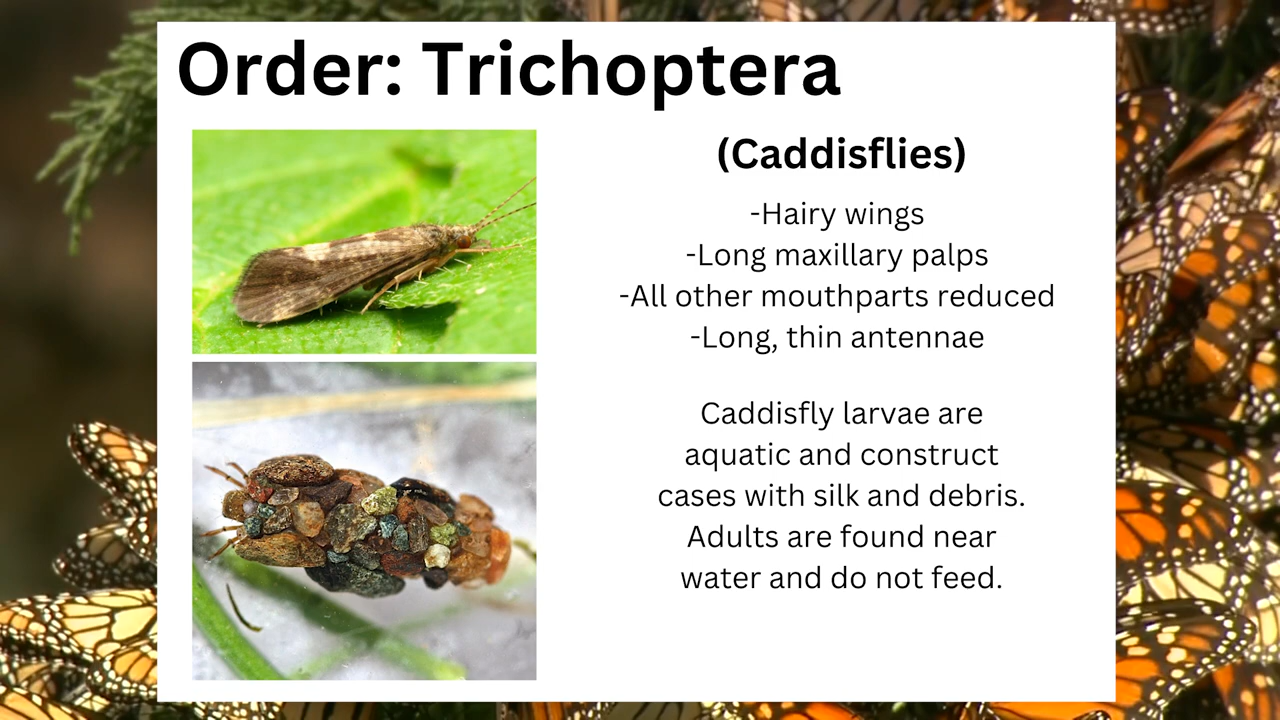 Order: Trichoptera
(Caddisflies)
-Hairy wings
-Long maxillary palps
-All other mouthparts reduced
-Long, thin antennae
Caddisfly larvae are
aquatic and construct
cases with silk and debris.
Adults are found near
water and do not feed.